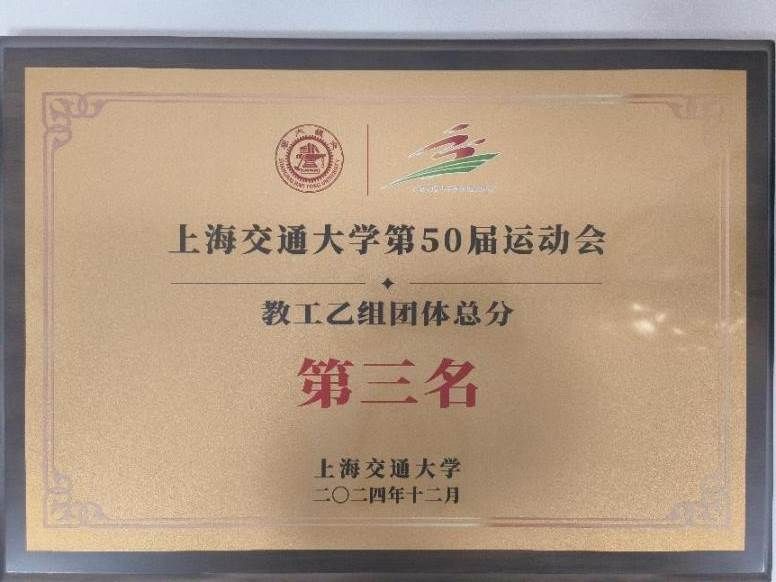 上海交通大学第50届运动会
教工乙组团体总分
第三名
上海交通大学
二〇二四年十二月